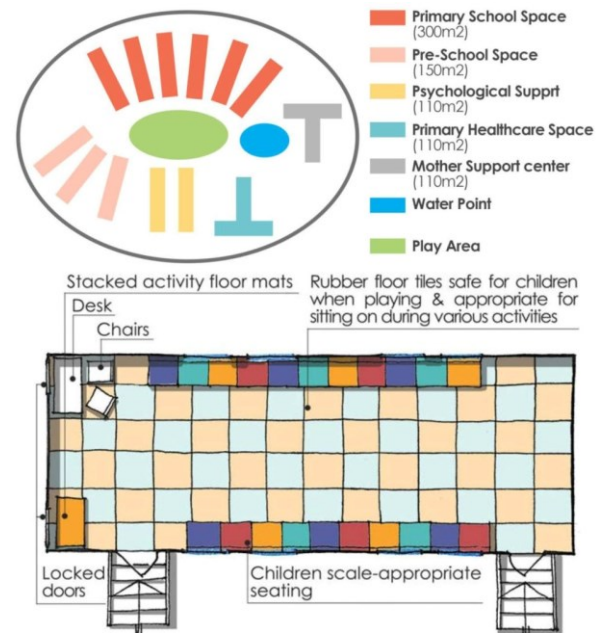 Primary School Space
(300m2)
Pre-School Space
(150m2)
Psychological Supprt
(110m2)
Primary Healthcare Space
(110m2)
Mother Support center
(110m2)
Water Point
Play Area
Stacked activity floor mats
Desk
Chairs
Rubber floor tiles safe for children
when playing & appropriate for
sitting on during various activities
Locked
doors
Children scale-appropriate
seating